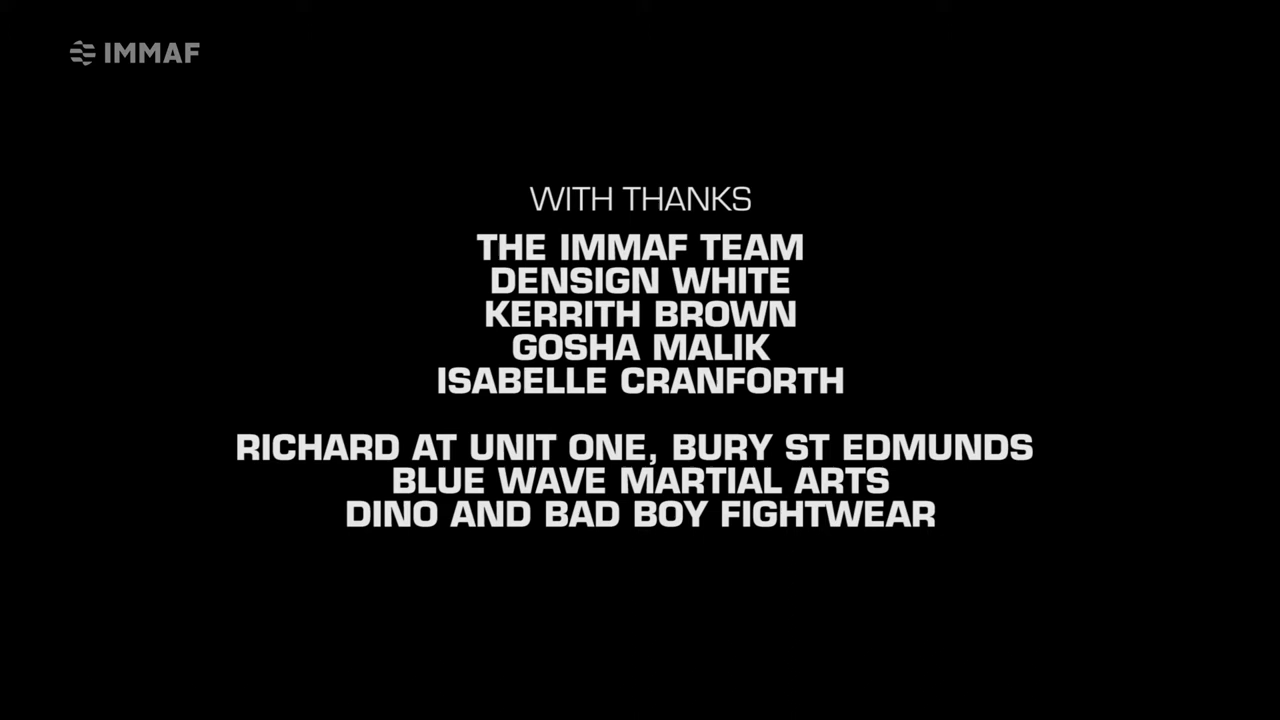 IMMAF
WITH THANKS
THE IMMAF TEAM
DENSIGN WHITE
KERRITH BROWN
GOSHA MALIK
ISABELLE CRANFORTH
RICHARD AT UNIT ONE, BURY ST EDMUNDS
BLUE WAVE MARTIAL ARTS
DINO AND BAD BOY FIGHTWEAR